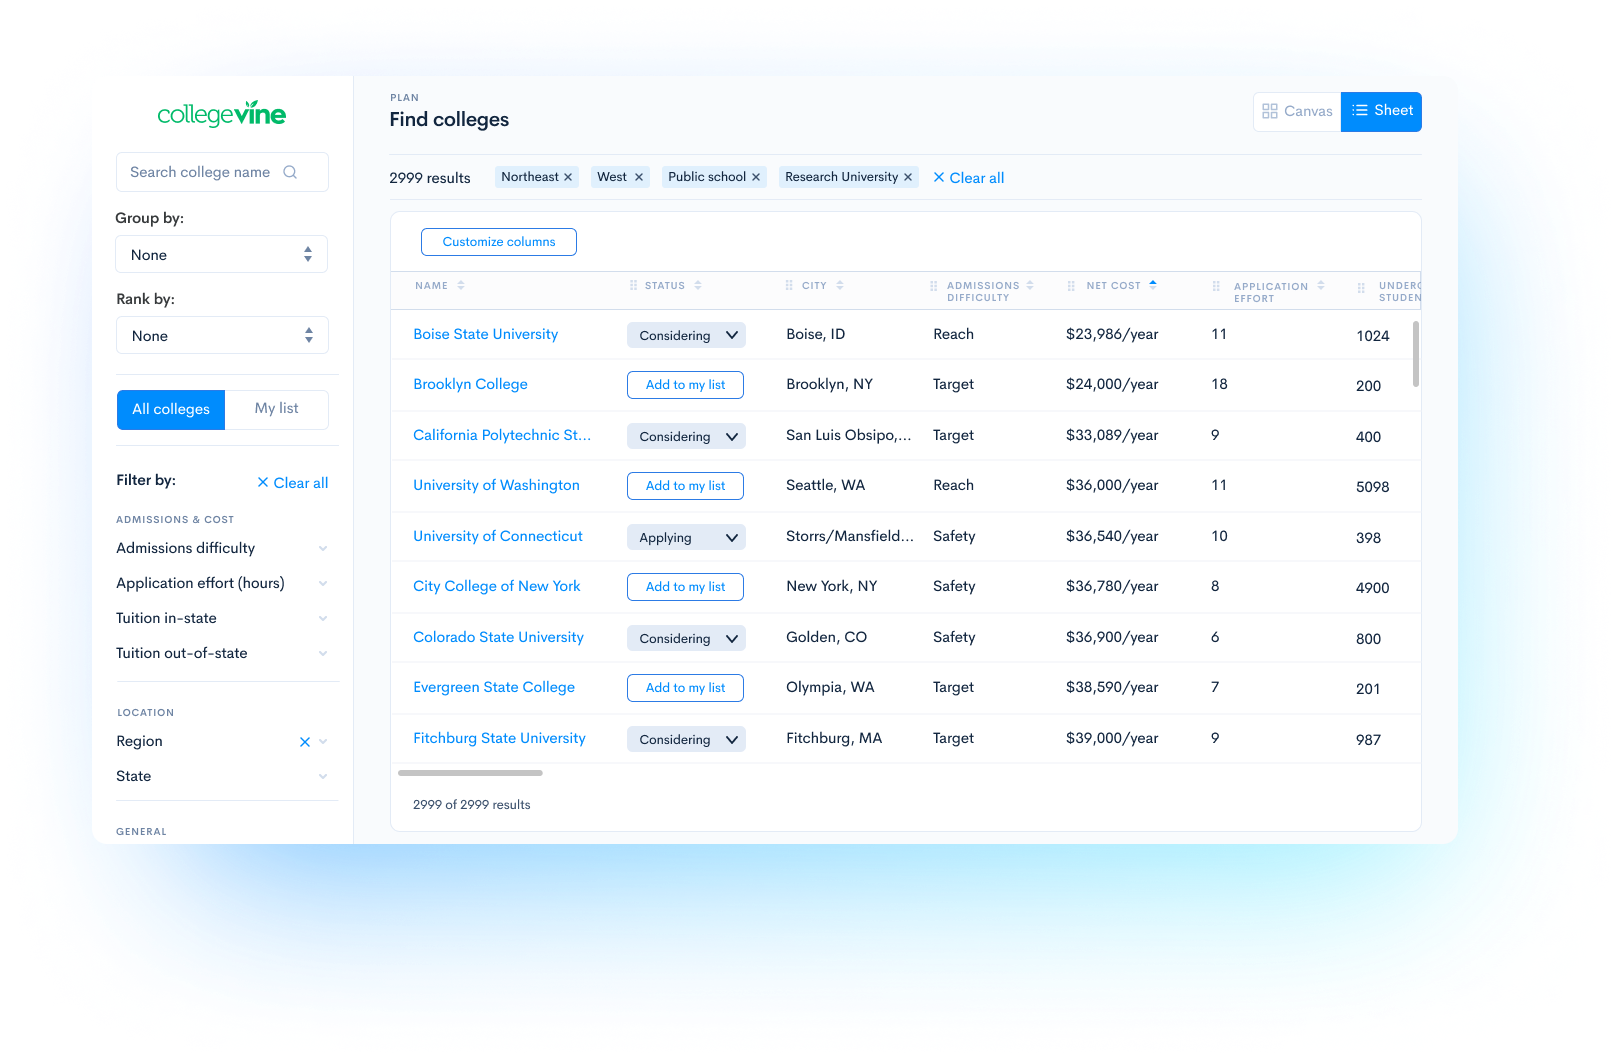 collegevine
Search college name
Group by:
None
Rank by:
None
All colleges My list
Filter by: Clear all
ADMISSIONS & COST
Admissions difficulty
Application effort (hours)
Tuition in-state
Tuition out-of-state
LOCATION
Region
State
GENERAL
PLAN
Find colleges
Canvas Sheet
2999 results Northeast West Public school Research University Clear all
Customize columns
NAME STATUS CITY ADMISSIONS DIFFICULTY NET COST APPLICATION EFFORT UNDERG STUDEN
Boise State University Considering Boise, ID Reach $23,986/year 11 1024
Brooklyn College Add to my list Brooklyn, NY Target $24,000/year 18 200
California Polytechnic St... Considering San Luis Obsipo,... Target $33,089/year 9 400
University of Washington Add to my list Seattle, WA Reach $36,000/year 11 5098
University of Connecticut Applying Storrs/Mansfield... Safety $36,540/year 10 398
City College of New York Add to my list New York, NY Safety $36,780/year 8 4900
Colorado State University Considering Golden, CO Safety $36,900/year 6 800
Evergreen State College Add to my list Olympia, WA Target $38,590/year 7 201
Fitchburg State University Considering Fitchburg, MA Target $39,000/year 9 987
2999 of 2999 results